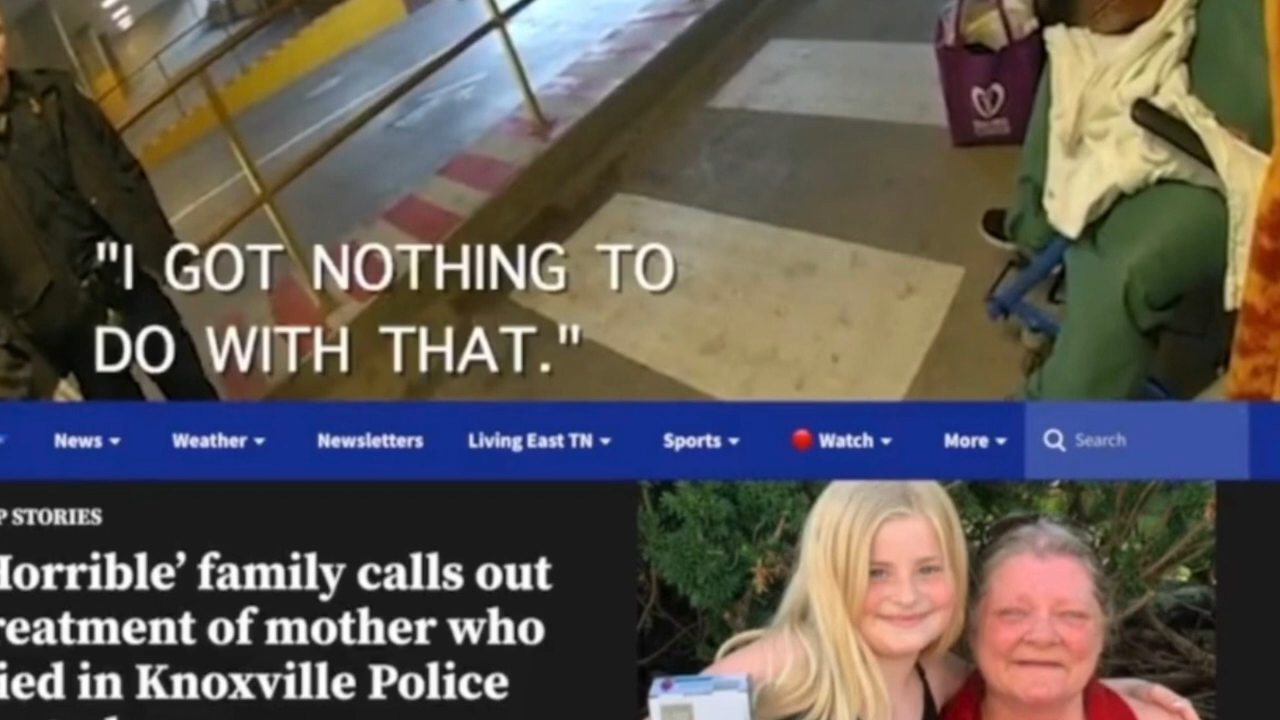 "I GOT NOTHING TO
DO WITH THAT."
News Weather Newsletters Living East TN Sports Watch More Search
STORIES
Horrible’ family calls out
reatment of mother who
ied in Knoxville Police